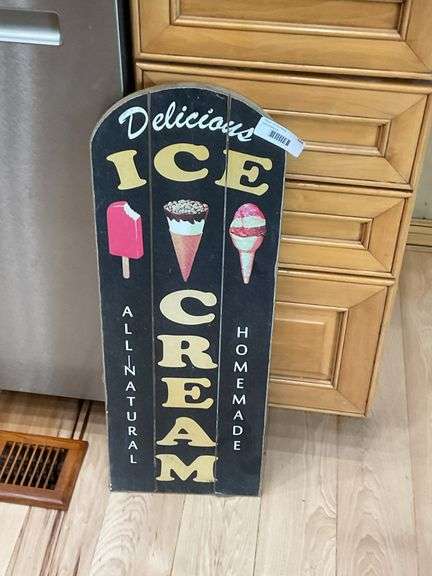 Delicious
ICE
CREAM
ALL NATURAL
HOMEMADE